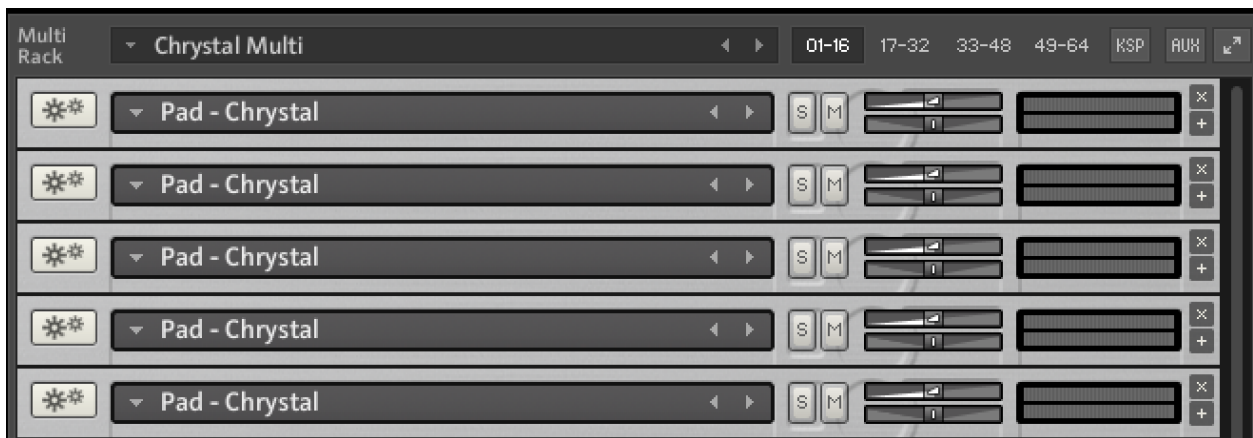 Multi Rack Chrystal Multi 01-16 17-32 33-48 49-64 KSP AUX
Pad - Chrystal S M × +
Pad - Chrystal S M × +
Pad - Chrystal S M × +
Pad - Chrystal S M × +
Pad - Chrystal S M × +